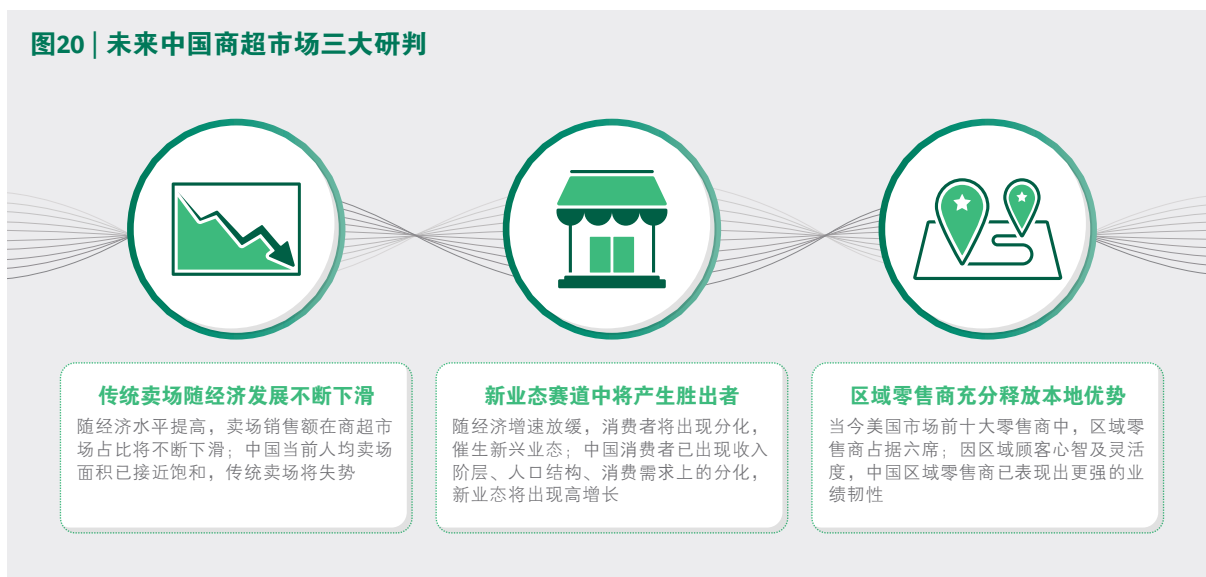 图20 | 未来中国商超市场三大研判
传统卖场随经济发展不断下滑
随经济水平提高，卖场销售额在商超市
场占比将不断下滑；中国当前人均卖场
面积已接近饱和，传统卖场将失势
新业态赛道中将产生胜出者
随经济增速放缓，消费者将出现分化，
催生新兴业态；中国消费者已出现收入
阶层、人口结构、消费需求上的分化，
新业态将出现高增长
区域零售商充分释放本地优势
当今美国市场前十大零售商中，区域零
售商占据六席；因区域顾客心智及灵活
度，中国区域零售商已表现出更强的业
绩韧性